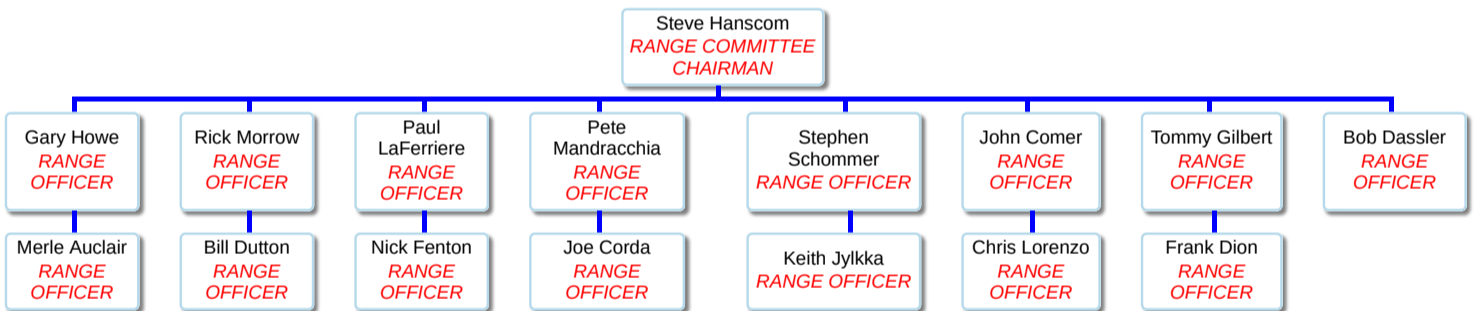 Steve Hanscom
RANGE COMMITTEE
CHAIRMAN
Gary Howe
RANGE
OFFICER
Rick Morrow
RANGE
OFFICER
Paul
LaFerriere
RANGE
OFFICER
Pete
Mandracchia
RANGE
OFFICER
Stephen
Schommer
RANGE OFFICER
John Comer
RANGE
OFFICER
Tommy Gilbert
RANGE
OFFICER
Bob Dassler
RANGE
OFFICER
Merle Auclair
RANGE
OFFICER
Bill Dutton
RANGE
OFFICER
Nick Fenton
RANGE
OFFICER
Joe Corda
RANGE
OFFICER
Keith Jylkka
RANGE OFFICER
Chris Lorenzo
RANGE
OFFICER
Frank Dion
RANGE
OFFICER